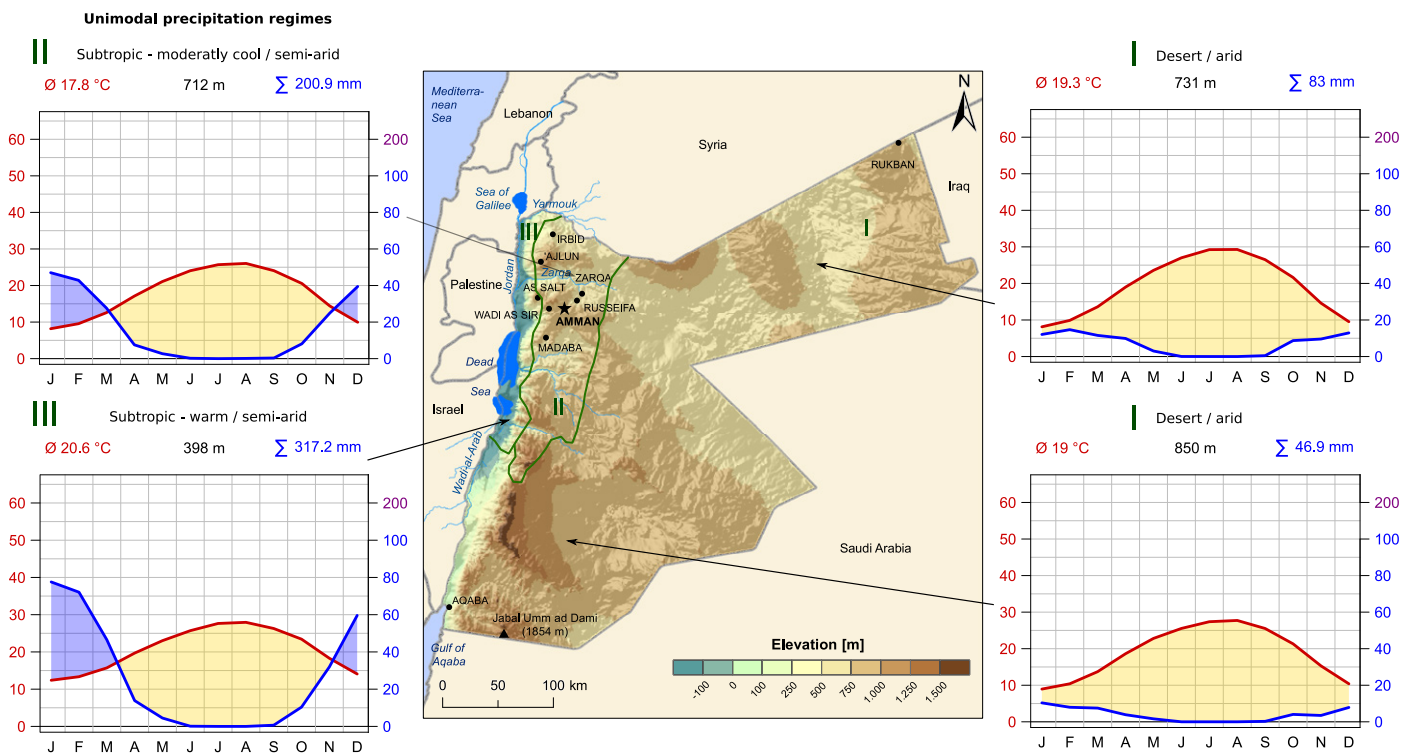 Unimodal precipitation regimes
II Subtropic - moderatly cool / semi-arid
Ø 17.8 °C 712 m ∑ 200.9 mm
60
50
40
30
20
10
0
200
100
80
60
40
20
0
J F M A M J J A S O N D
III Subtropic - warm / semi-arid
Ø 20.6 °C 398 m ∑ 317.2 mm
60
50
40
30
20
10
0
200
100
80
60
40
20
0
J F M A M J J A S O N D
Mediterra-
nean
Sea
Lebanon
Syria
N
Iraq
RUKBAN
Sea of
Galilee
Yarmouk
III
I
IRBID
'AJLUN
Jordan
Zarqa
ZARQA
Palestine
AS SALT
RUSSEIFA
WADI AS SIR
AMMAN
MADABA
Dead
Sea
Israel
II
Wadi-al-Arab
Saudi Arabia
AQABA
Jabal Umm ad Dami
(1854 m)
Gulf of
Aqaba
0 50 100 km
Elevation [m]
-100 0 100 250 500 750 1.000 1.250 1.500
I Desert / arid
Ø 19.3 °C 731 m ∑ 83 mm
60
50
40
30
20
10
0
200
100
80
60
40
20
0
J F M A M J J A S O N D
I Desert / arid
Ø 19 °C 850 m ∑ 46.9 mm
60
50
40
30
20
10
0
200
100
80
60
40
20
0
J F M A M J J A S O N D